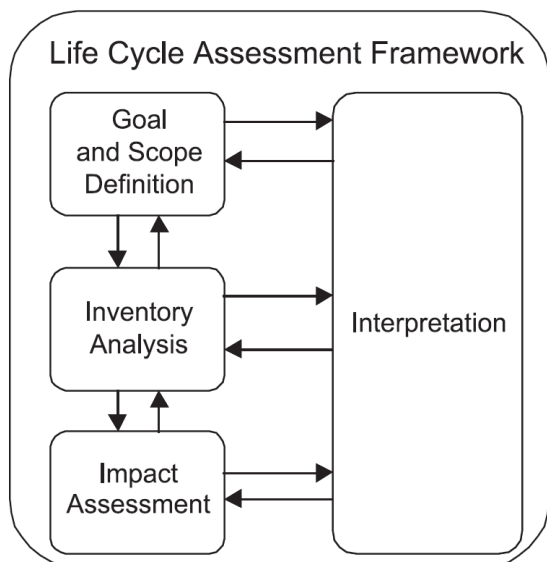 Life Cycle Assessment Framework
Goal
and Scope
Definition
Inventory
Analysis
Interpretation
Impact
Assessment